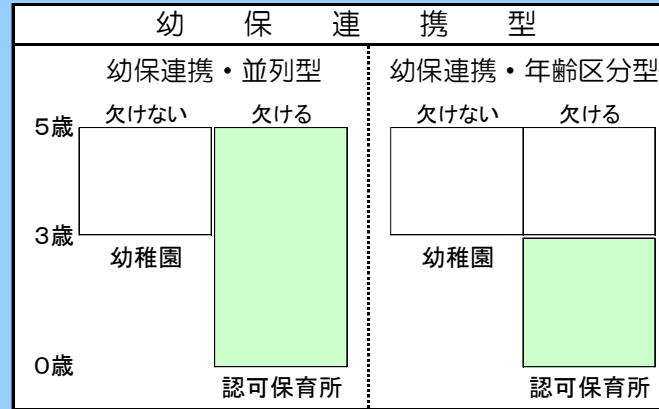 幼保連携型
幼保連携・並列型
幼保連携・年齢区分型
欠けない
欠ける
欠けない
欠ける
5歳
3歳
幼稚園
幼稚園
0歳
認可保育所
認可保育所